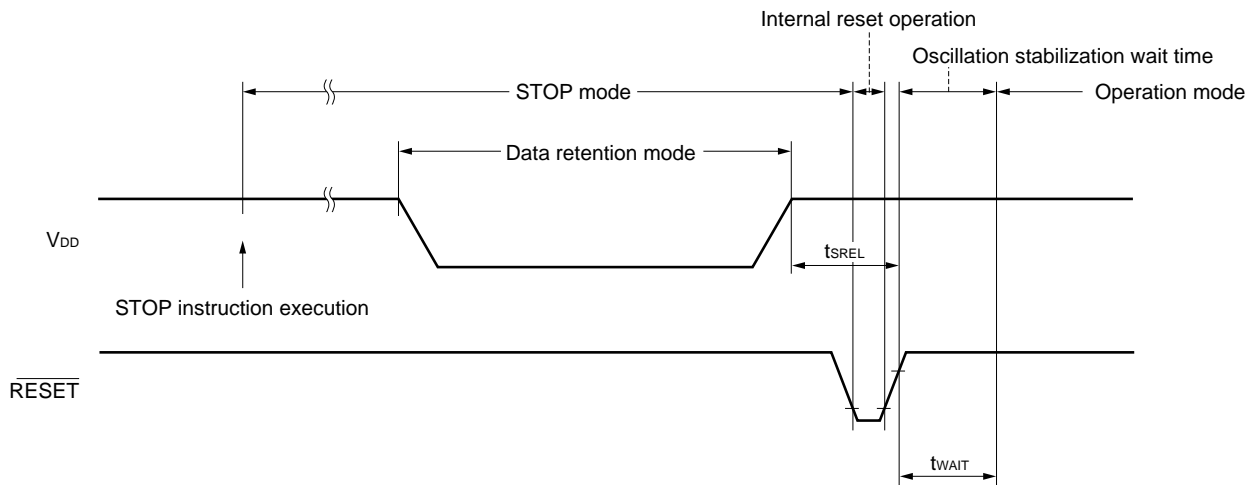 Internal reset operation
Oscillation stabilization wait time
STOP mode
Operation mode
Data retention mode
VDD
tSREL
STOP instruction execution
RESET
tWAIT